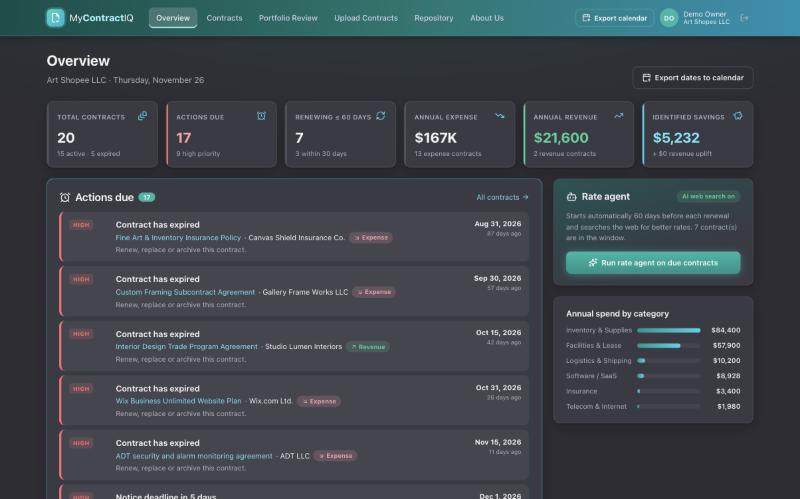 MyContractIQ
Overview
Contracts
Portfolio Review
Upload Contracts
Repository
About Us
Export calendar
DO
Demo Owner
Art Shopee LLC
Overview
Art Shopee LLC · Thursday, November 26
Export dates to calendar
TOTAL CONTRACTS
20
15 active · 5 expired
ACTIONS DUE
17
9 high priority
RENEWING ≤ 60 DAYS
7
3 within 30 days
ANNUAL EXPENSE
$167K
13 expense contracts
ANNUAL REVENUE
$21,600
2 revenue contracts
IDENTIFIED SAVINGS
$5,232
+ $0 revenue uplift
Actions due 17
All contracts →
HIGH
Contract has expired
Fine Art & Inventory Insurance Policy · Canvas Shield Insurance Co. ↘ Expense
Renew, replace or archive this contract.
Aug 31, 2026
87 days ago
HIGH
Contract has expired
Custom Framing Subcontract Agreement · Gallery Frame Works LLC ↘ Expense
Renew, replace or archive this contract.
Sep 30, 2026
57 days ago
HIGH
Contract has expired
Interior Design Trade Program Agreement · Studio Lumen Interiors ↗ Revenue
Renew, replace or archive this contract.
Oct 15, 2026
42 days ago
HIGH
Contract has expired
Wix Business Unlimited Website Plan · Wix.com Ltd. ↘ Expense
Renew, replace or archive this contract.
Oct 31, 2026
26 days ago
HIGH
Contract has expired
ADT security and alarm monitoring agreement · ADT LLC ↘ Expense
Renew, replace or archive this contract.
Nov 15, 2026
11 days ago
HIGH
Notice deadline in 5 days
Dec 1, 2026
Rate agent
AI web search on
Starts automatically 60 days before each renewal
and searches the web for better rates. 7 contract(s)
are in the window.
Run rate agent on due contracts
Annual spend by category
Inventory & Supplies $84,400
Facilities & Lease $57,900
Logistics & Shipping $10,200
Software / SaaS $8,928
Insurance $3,400
Telecom & Internet $1,980